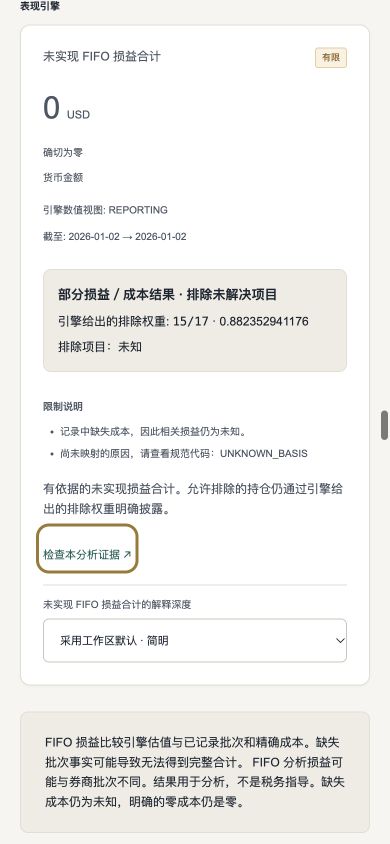 表现引擎
未实现 FIFO 损益合计
有限
0 USD
确切为零
货币金额
引擎数值视图: REPORTING
截至: 2026-01-02 → 2026-01-02
部分损益 / 成本结果 · 排除未解决项目
引擎给出的排除权重: 15/17 · 0.882352941176
排除项目：未知
限制说明
• 记录中缺失成本，因此相关损益仍为未知。
• 尚未映射的原因，请查看规范代码：UNKNOWN_BASIS
有依据的未实现损益合计。允许排除的持仓仍通过引擎给
出的排除权重明确披露。
检查本分析证据 ↗
未实现 FIFO 损益合计的解释深度
采用工作区默认 · 简明
FIFO 损益比较引擎估值与已记录批次和精确成本。缺失
批次事实可能导致无法得到完整合计。 FIFO 分析损益可
能与券商批次不同。结果用于分析，不是税务指导。缺失
成本仍为未知，明确的零成本仍是零。